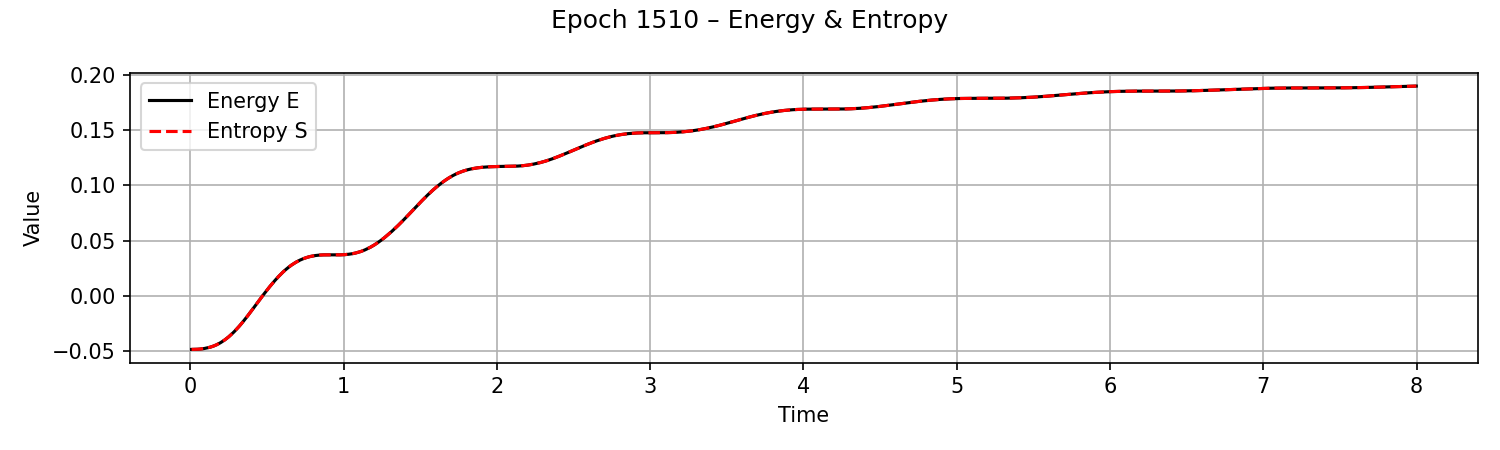 Epoch 1510 – Energy & Entropy
Energy E
Entropy S
0.20
0.15
0.10
0.05
0.00
−0.05
Value
0 1 2 3 4 5 6 7 8
Time